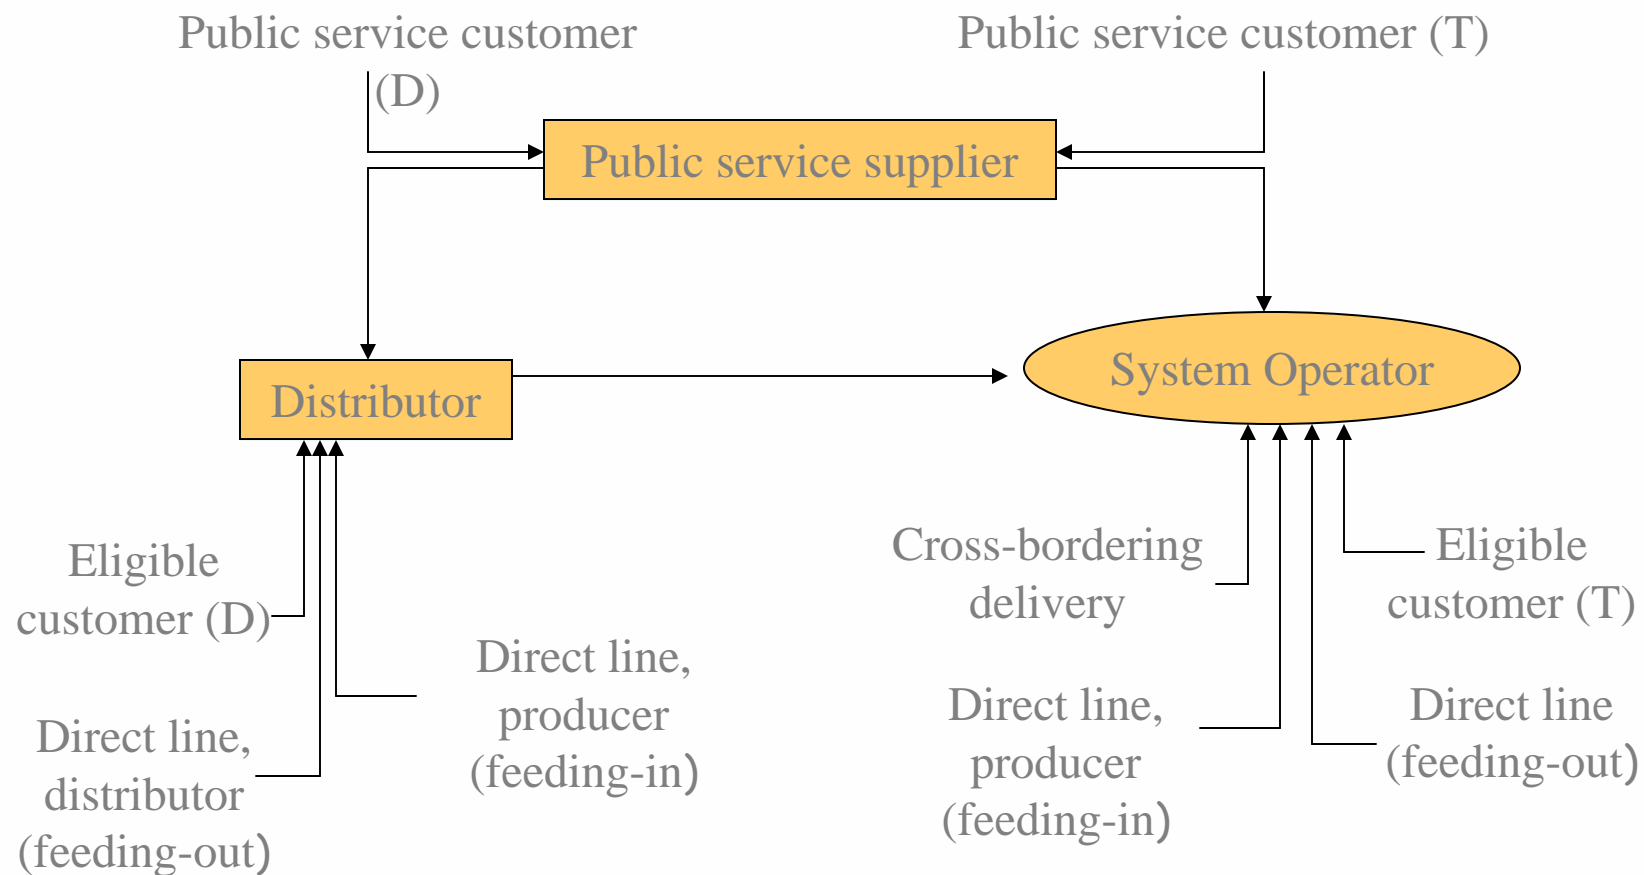 Public service customer
(D)
Public service customer (T)
Public service supplier
System Operator
Distributor
Eligible
customer (D)
Direct line,
distributor
(feeding-out)
Direct line,
producer
(feeding-in)
Cross-bordering
delivery
Direct line,
producer
(feeding-in)
Eligible
customer (T)
Direct line
(feeding-out)